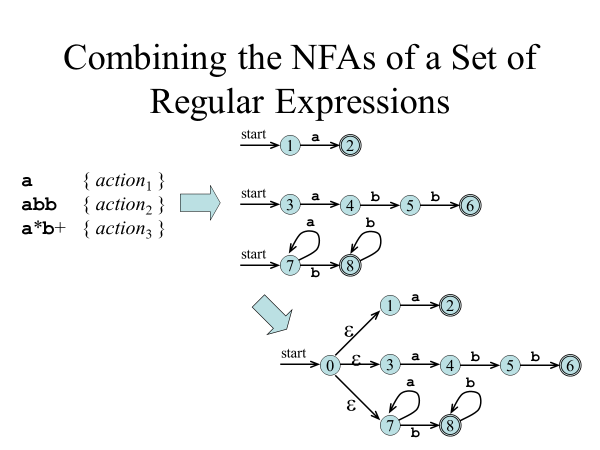 Combining the NFAs of a Set of
Regular Expressions
start 1 a 2
a { action1 }
abb { action2 }
a*b+ { action3 }
start 3 a 4 b 5 b 6
a b
start 7 b 8
1 a 2
ε
start 0 ε 3 a 4 b 5 b 6
ε a b
7 b 8